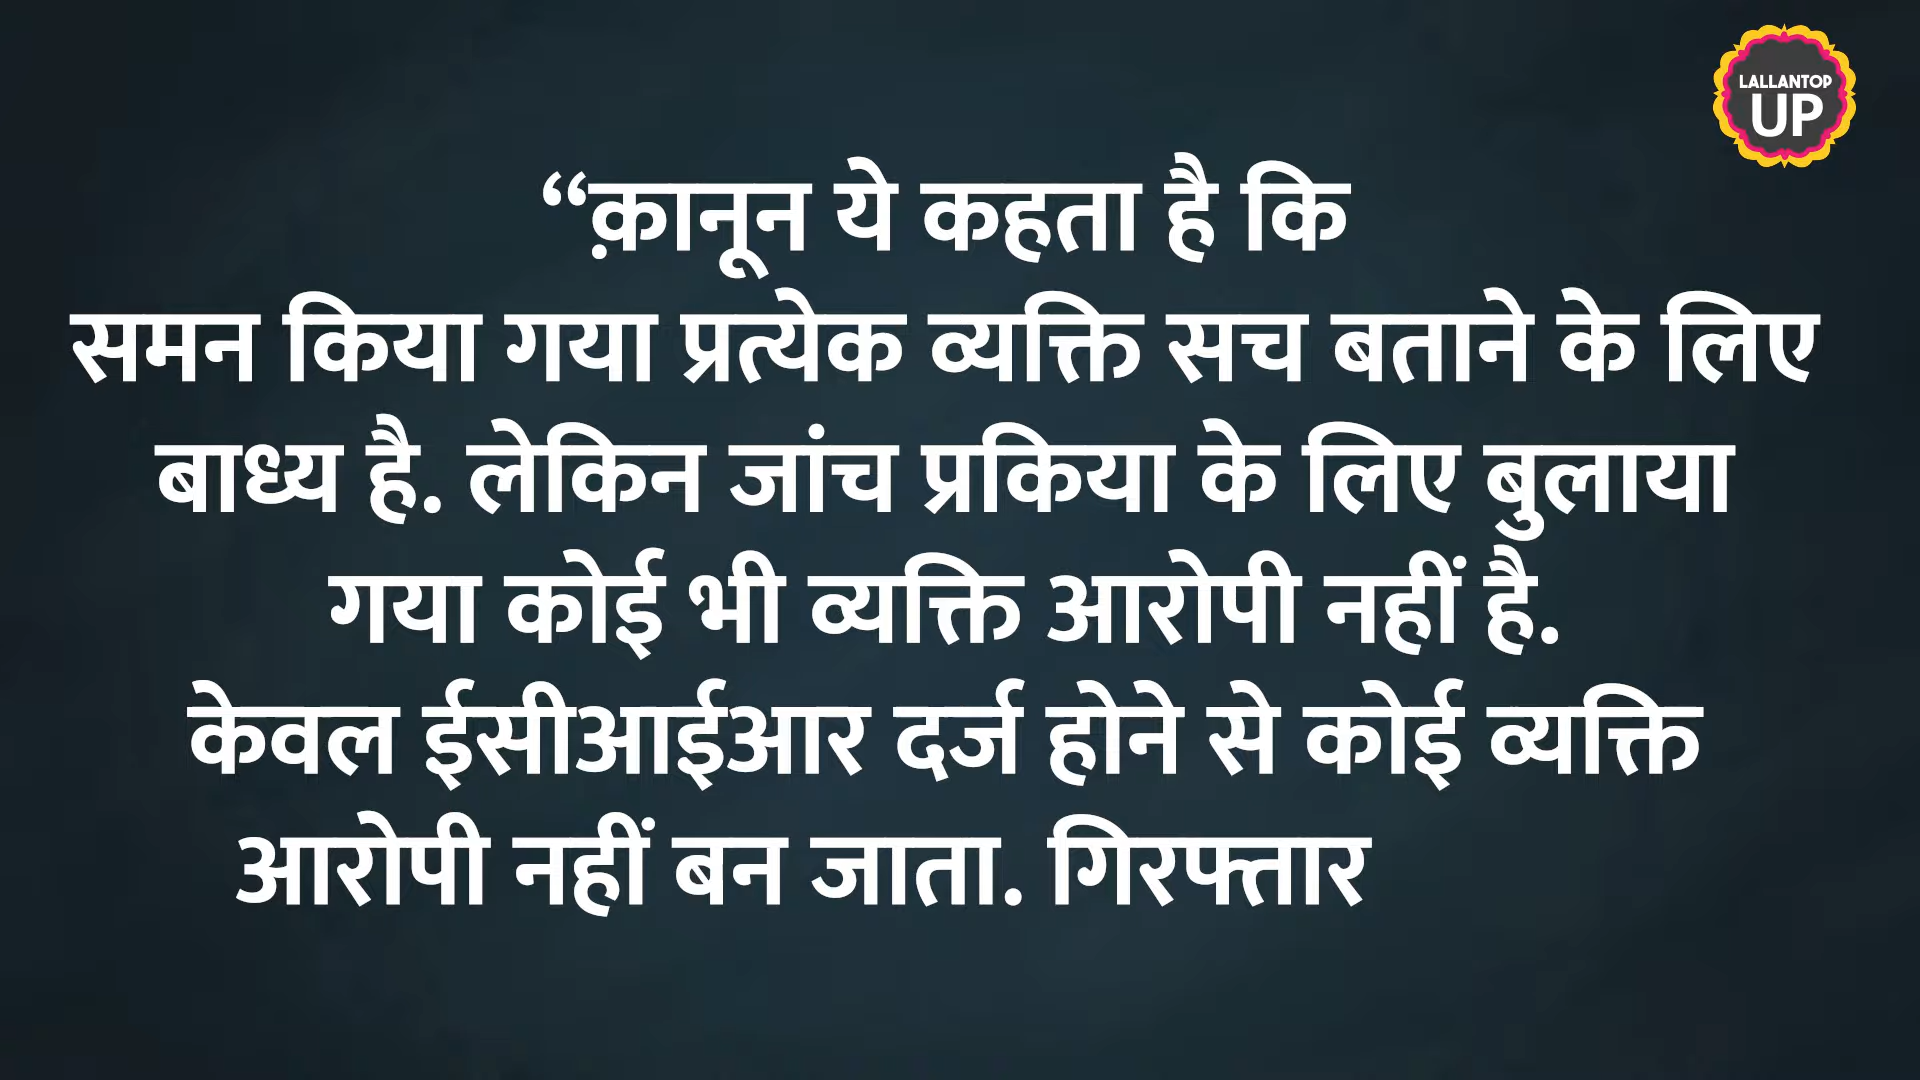 LALLANTOP
UP
“क़ानून ये कहता है कि
समन किया गया प्रत्येक व्यक्ति सच बताने के लिए
बाध्य है. लेकिन जांच प्रकिया के लिए बुलाया
गया कोई भी व्यक्ति आरोपी नहीं है.
केवल ईसीआईआर दर्ज होने से कोई व्यक्ति
आरोपी नहीं बन जाता. गिरफ्तार